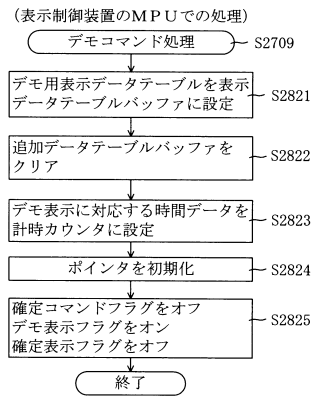 (表示制御装置のMPUでの処理)
デモコマンド処理
S2709
デモ用表示データテーブルを表示
データテーブルバッファに設定
S2821
追加データテーブルバッファを
クリア
S2822
デモ表示に対応する時間データを
計時カウンタに設定
S2823
ポインタを初期化
S2824
確定コマンドフラグをオフ
デモ表示フラグをオン
確定表示フラグをオフ
S2825
終了